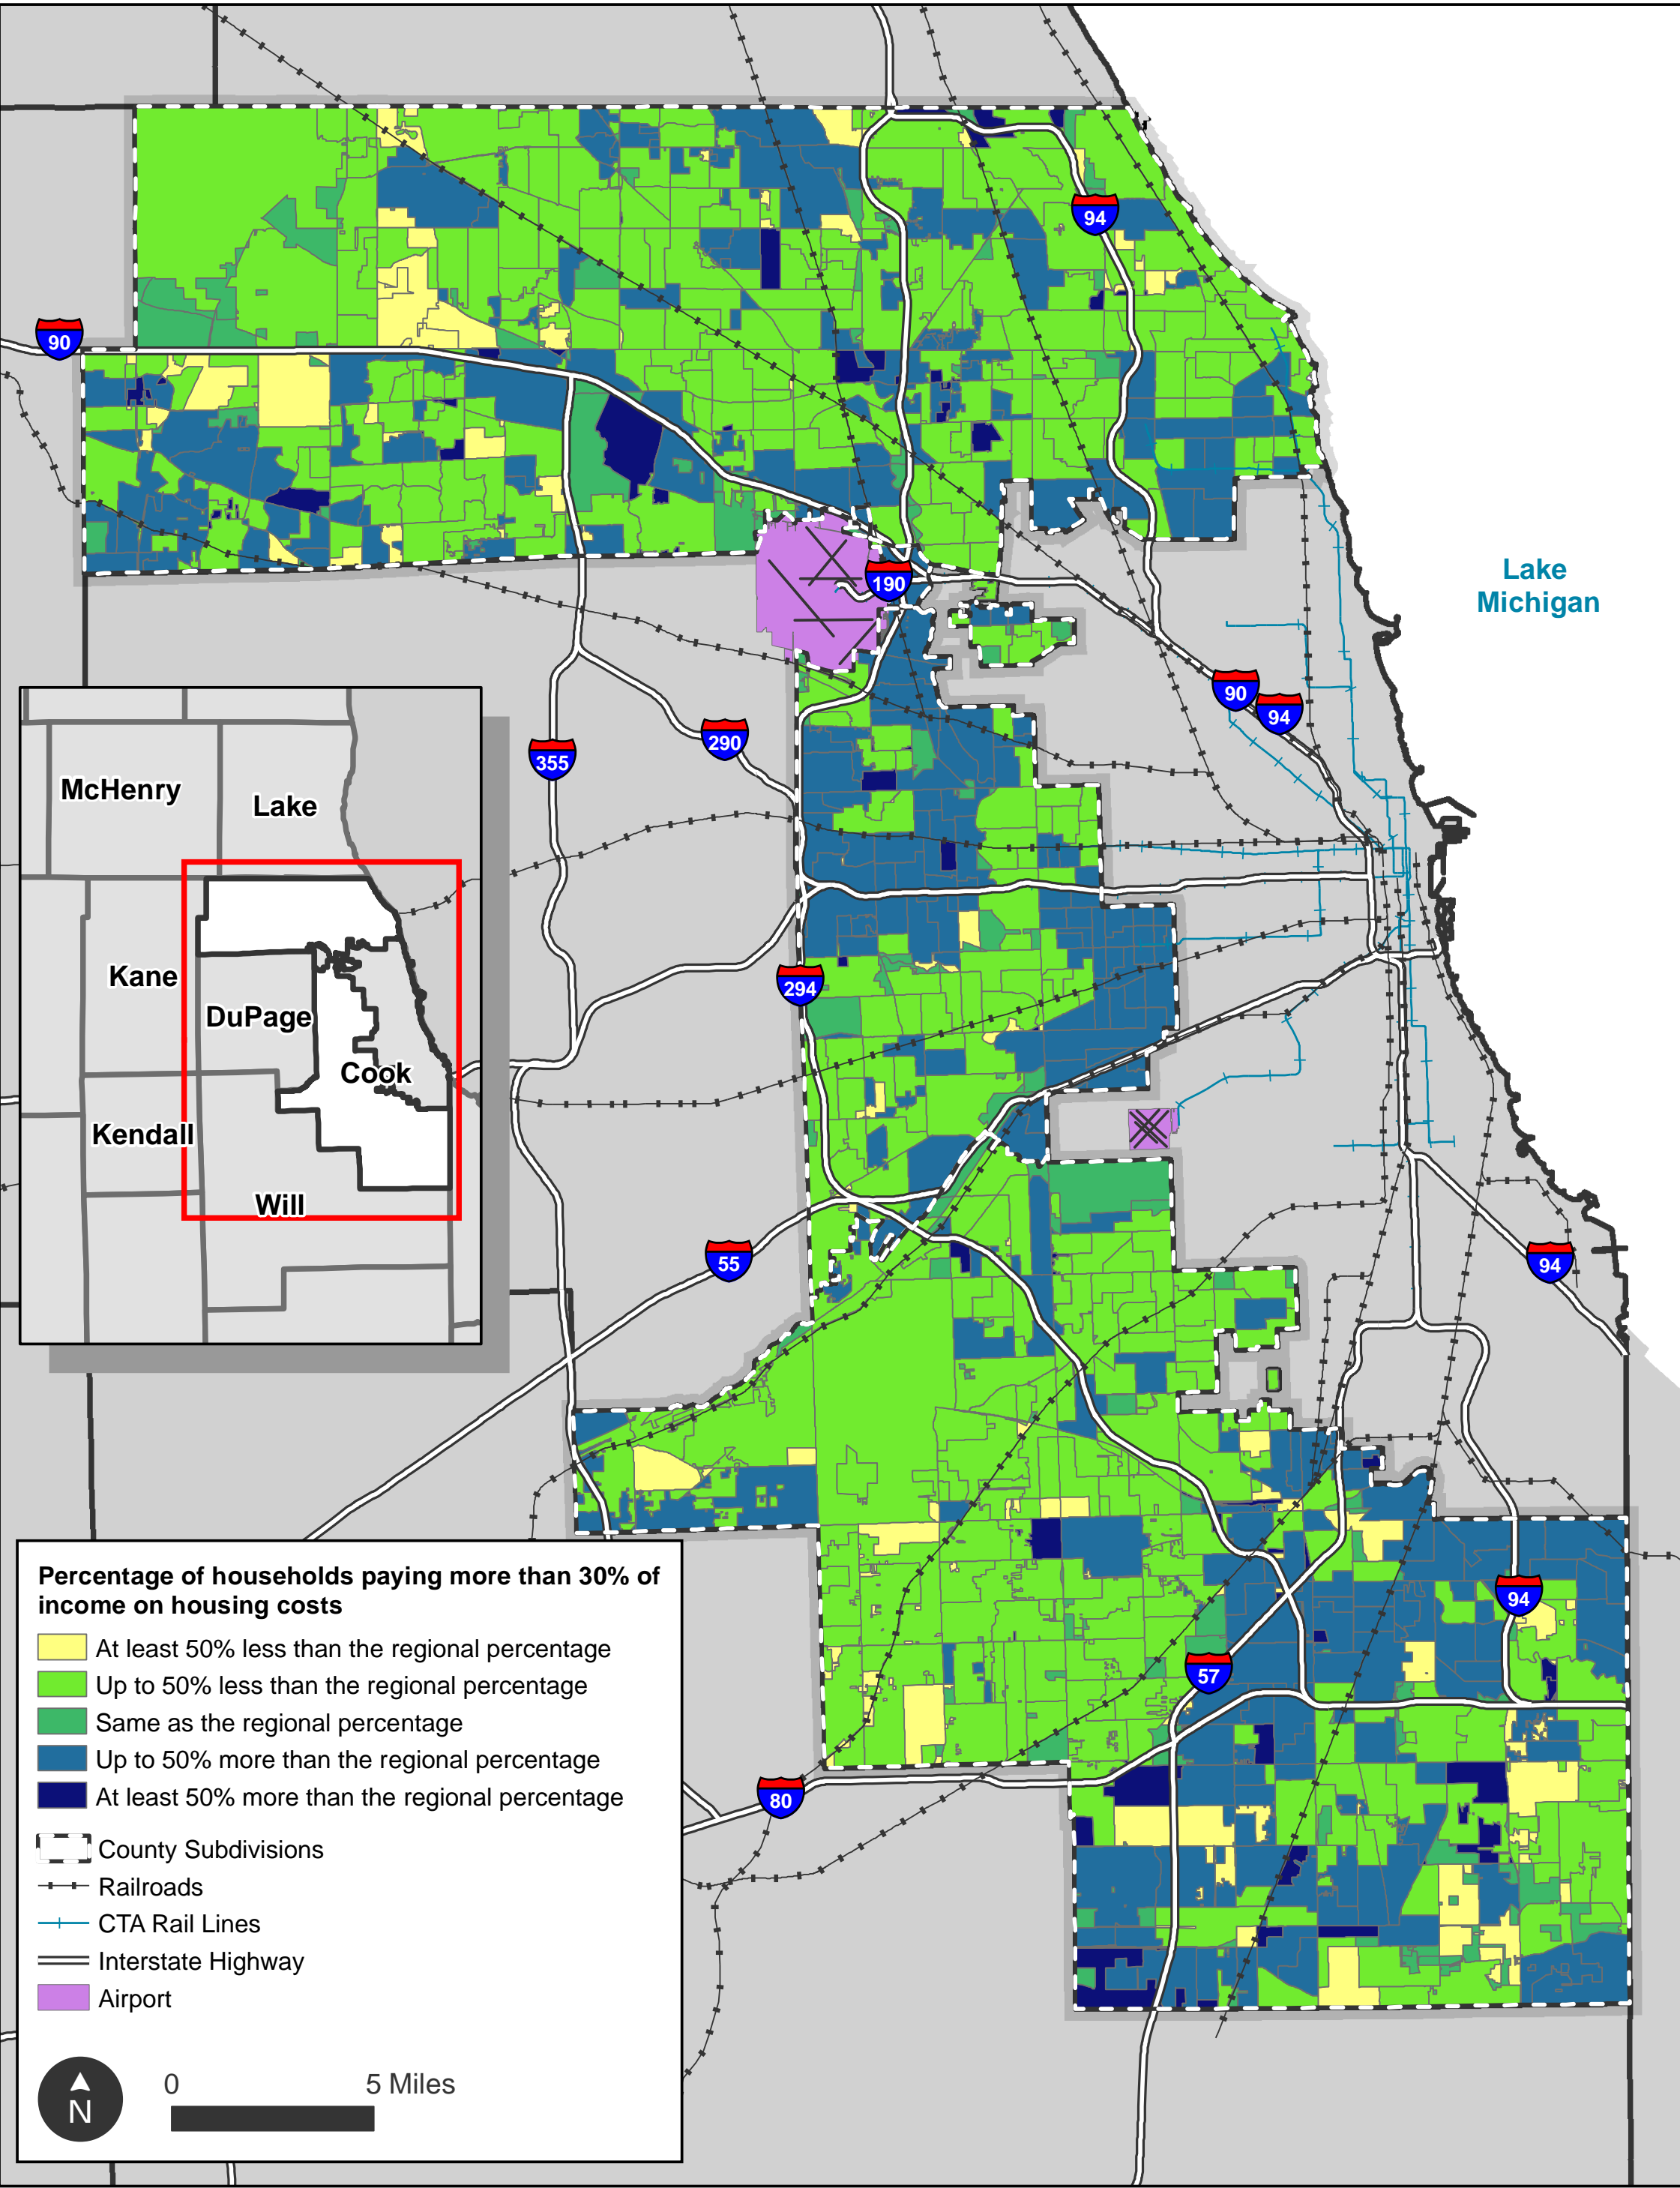 94
90
Lake
Michigan
190
90
94
290
355
McHenry
Lake
Kane
294
DuPage
Cook
Kendall
Will
55
94
Percentage of households paying more than 30% of
income on housing costs
94
At least 50% less than the regional percentage
Up to 50% less than the regional percentage
57
Same as the regional percentage
Up to 50% more than the regional percentage
At least 50% more than the regional percentage
80
County Subdivisions
Railroads
CTA Rail Lines
Interstate Highway
Airport
0 5 Miles
N